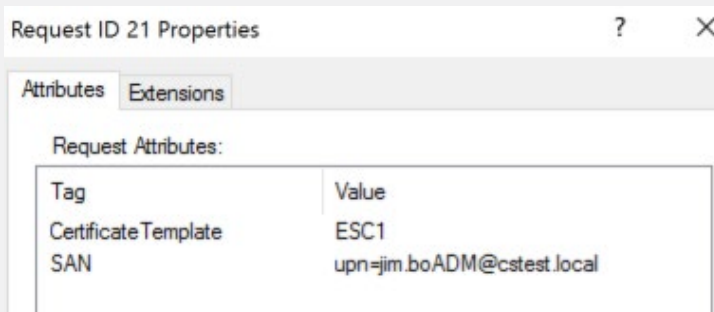 Request ID 21 Properties ? ×
Attributes Extensions
Request Attributes:
Tag Value
CertificateTemplate ESC1
SAN upn=jim.boADM@cstest.local